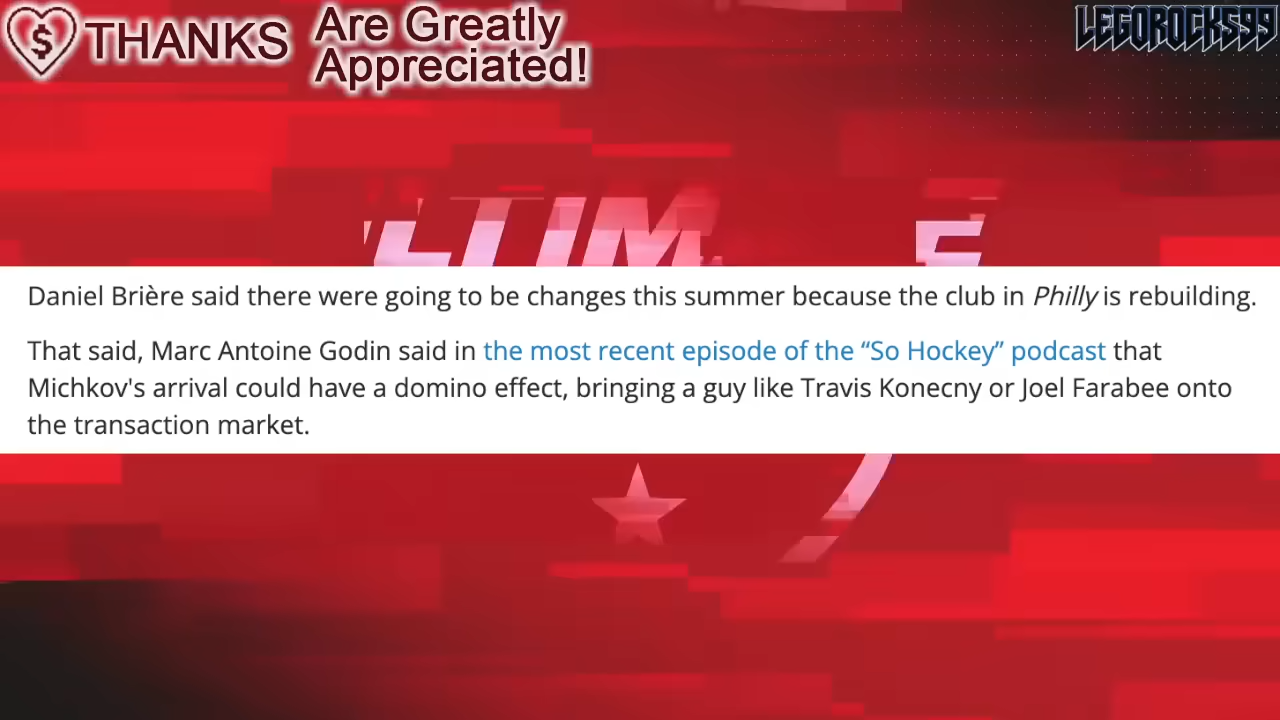 $ THANKS Are Greatly
Appreciated!
LEGOROCKS99
Daniel Brière said there were going to be changes this summer because the club in Philly is rebuilding.
That said, Marc Antoine Godin said in the most recent episode of the “So Hockey” podcast that
Michkov's arrival could have a domino effect, bringing a guy like Travis Konecny or Joel Farabee onto
the transaction market.